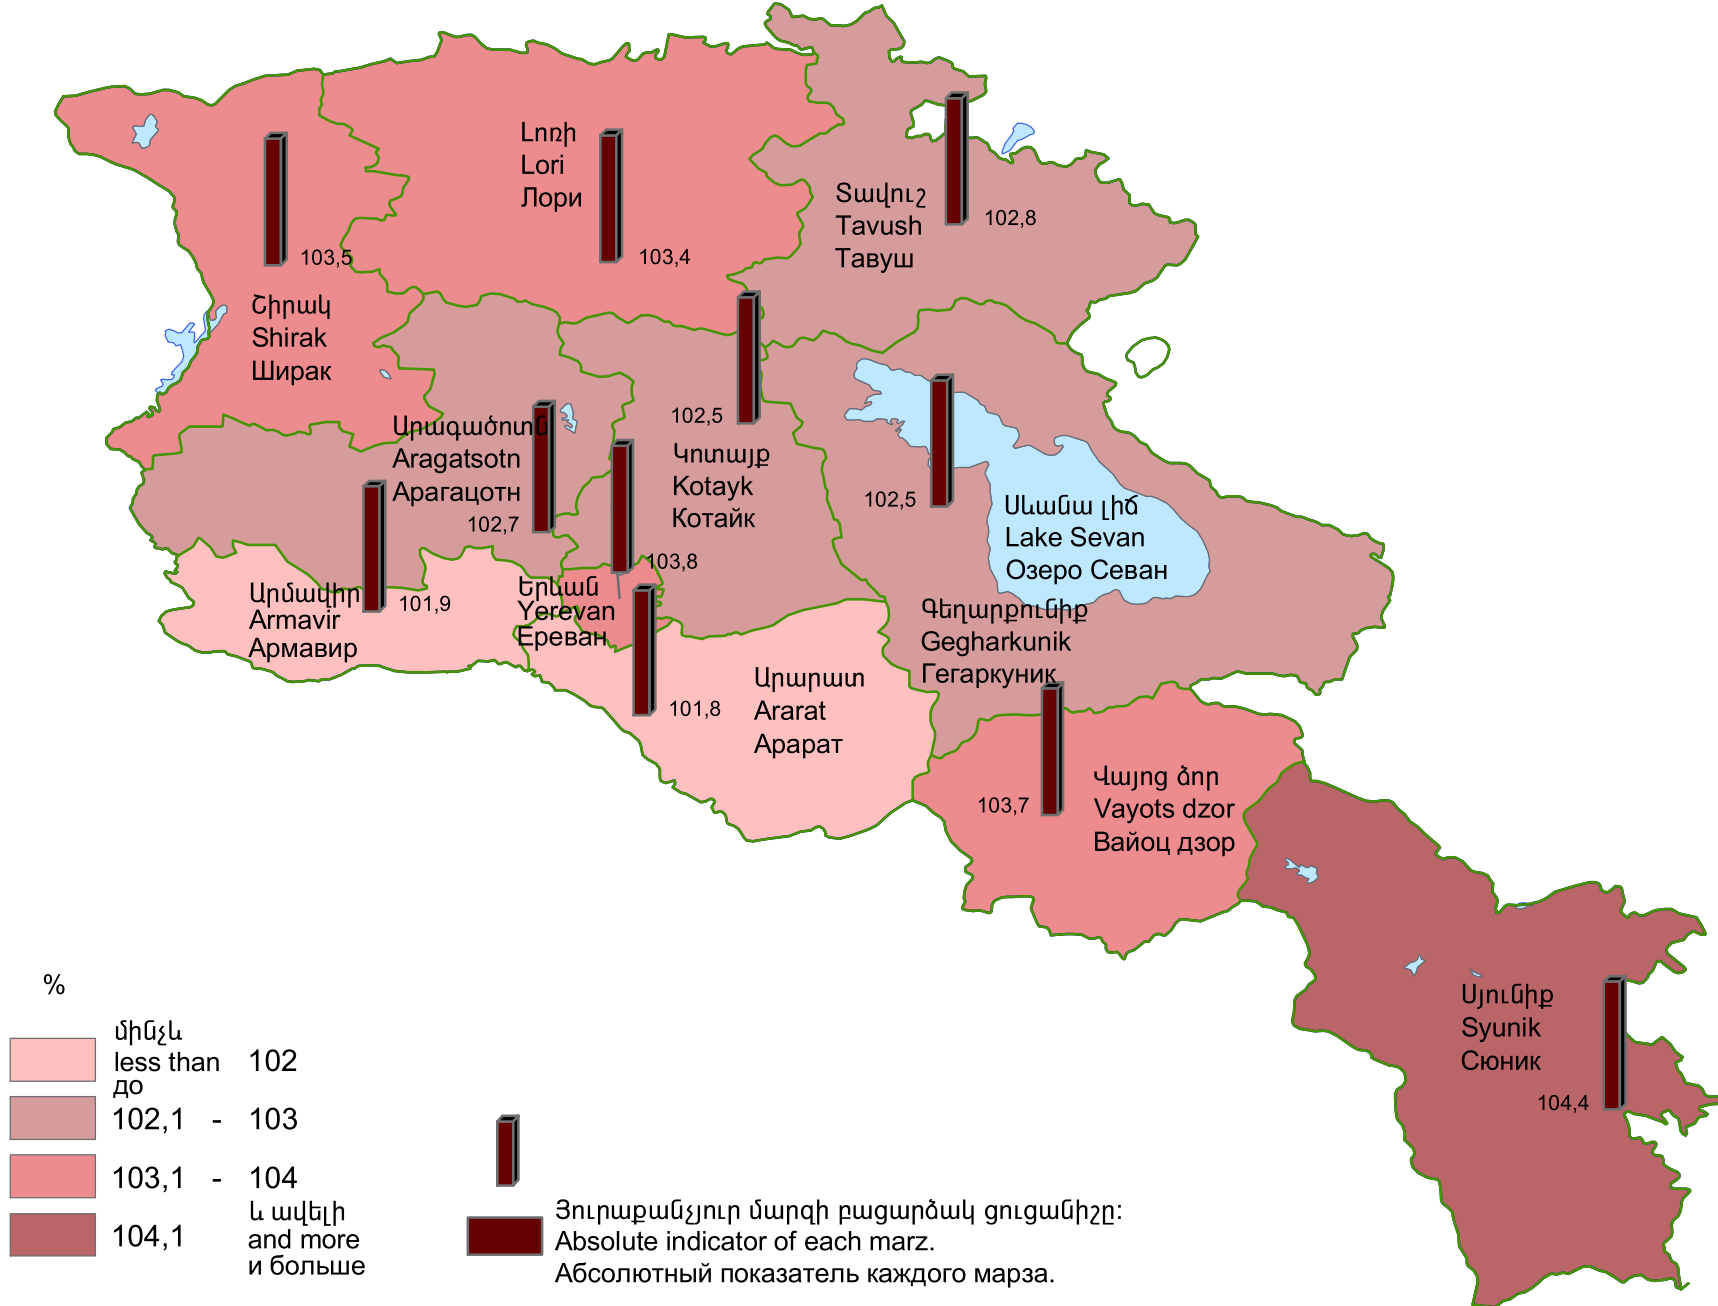 Շիրակ
Shirak
Ширак
103,5
Լոռի
Lori
Лори
103,4
Տավուշ
Tavush
Тавуш
102,8
Արագածոտն
Aragatsotn
Арагацотн
102,7
102,5
Կոտայք
Kotayk
Котайк
102,5
Սևանա լիճ
Lake Sevan
Озеро Севан
Գեղարքունիք
Gegharkunik
Гегаркуник
Արմավիր
Armavir
Армавир
101,9
103,8
Երևան
Yerevan
Ереван
Արարատ
Ararat
Арарат
101,8
Վայոց ձոր
Vayots dzor
Вайоц дзор
103,7
Սյունիք
Syunik
Сюник
104,4
%
մինչև
less than 102
до
102,1 - 103
103,1 - 104
104,1
և ավելի
and more
и больше
Յուրաքանչյուր մարզի բացարձակ ցուցանիշը:
Absolute indicator of each marz.
Абсолютный показатель каждого марза.